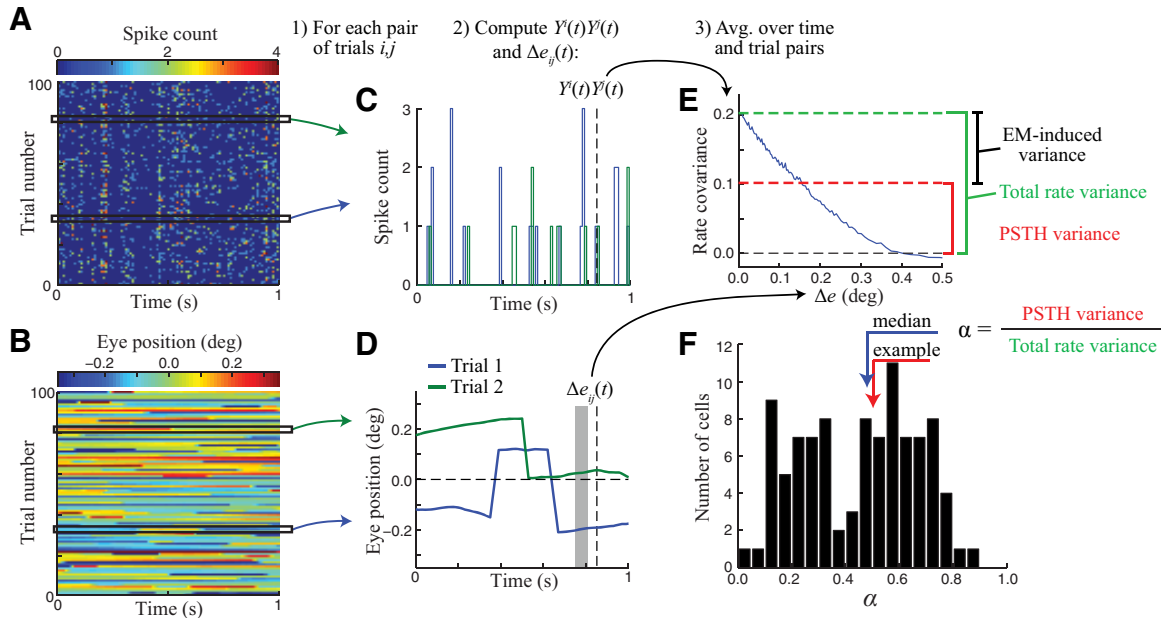 A
Spike count
0 2 4
100
Trial number
0
0 Time (s) 1
1) For each pair
of trials i,j
2) Compute Yⁱ(t)Yʲ(t)
and Δeᵢⱼ(t):
3) Avg. over time
and trial pairs
C
Yⁱ(t)Yʲ(t)
3
2
1
0
Spike count
0 1
Time (s)
E
0.2
0.1
0.0
Rate covariance
0.0 0.1 0.2 0.3 0.4 0.5
Δe (deg)
EM-induced
variance
Total rate variance
PSTH variance
B
Eye position (deg)
−0.2 0.0 0.2
100
Trial number
0
0 Time (s) 1
D
Trial 1
Trial 2
Δeᵢⱼ(t)
0.2
0.0
−0.2
Eye position (deg)
0 Time (s) 1
F
median
example
α = PSTH variance
Total rate variance
12
10
8
6
4
2
0
Number of cells
0.0 0.2 0.4 0.6 0.8 1.0
α